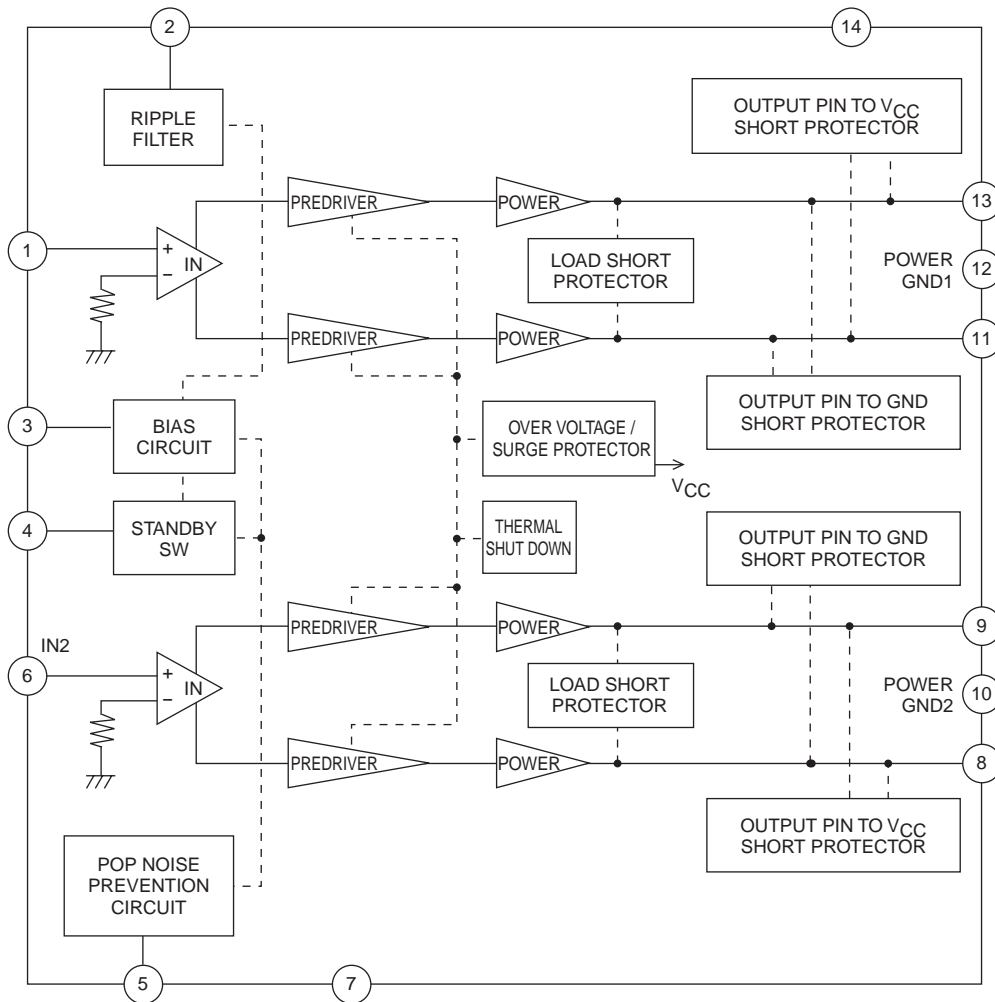 2
14
RIPPLE
FILTER
OUTPUT PIN TO VCC
SHORT PROTECTOR
PREDRIVER
POWER
13
1
+
−
IN
LOAD SHORT
PROTECTOR
POWER
GND1
12
PREDRIVER
POWER
11
3
BIAS
CIRCUIT
OVER VOLTAGE /
SURGE PROTECTOR
VCC
OUTPUT PIN TO GND
SHORT PROTECTOR
4
STANDBY
SW
THERMAL
SHUT DOWN
OUTPUT PIN TO GND
SHORT PROTECTOR
PREDRIVER
POWER
9
IN2
6
+
−
IN
LOAD SHORT
PROTECTOR
POWER
GND2
10
PREDRIVER
POWER
8
OUTPUT PIN TO VCC
SHORT PROTECTOR
POP NOISE
PREVENTION
CIRCUIT
5
7